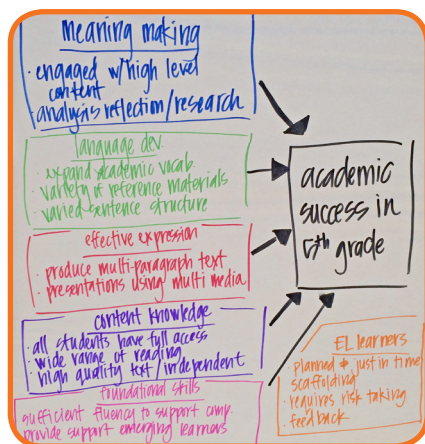 meaning making
• engaged w/high level
content
• analysis reflection/research
language dev.
• expand academic vocab
• variety of reference materials
• varied sentence structure
effective expression
• produce multi-paragraph text
• presentations using multi media
content knowledge
• all students have full access
• wide range of reading
• high quality text/independent
foundational skills
sufficient fluency to support comp.
provide support emerging learners
academic
success in
5th grade
EL learners
• planned & just in time
scaffolding
• requires risk taking
• feedback